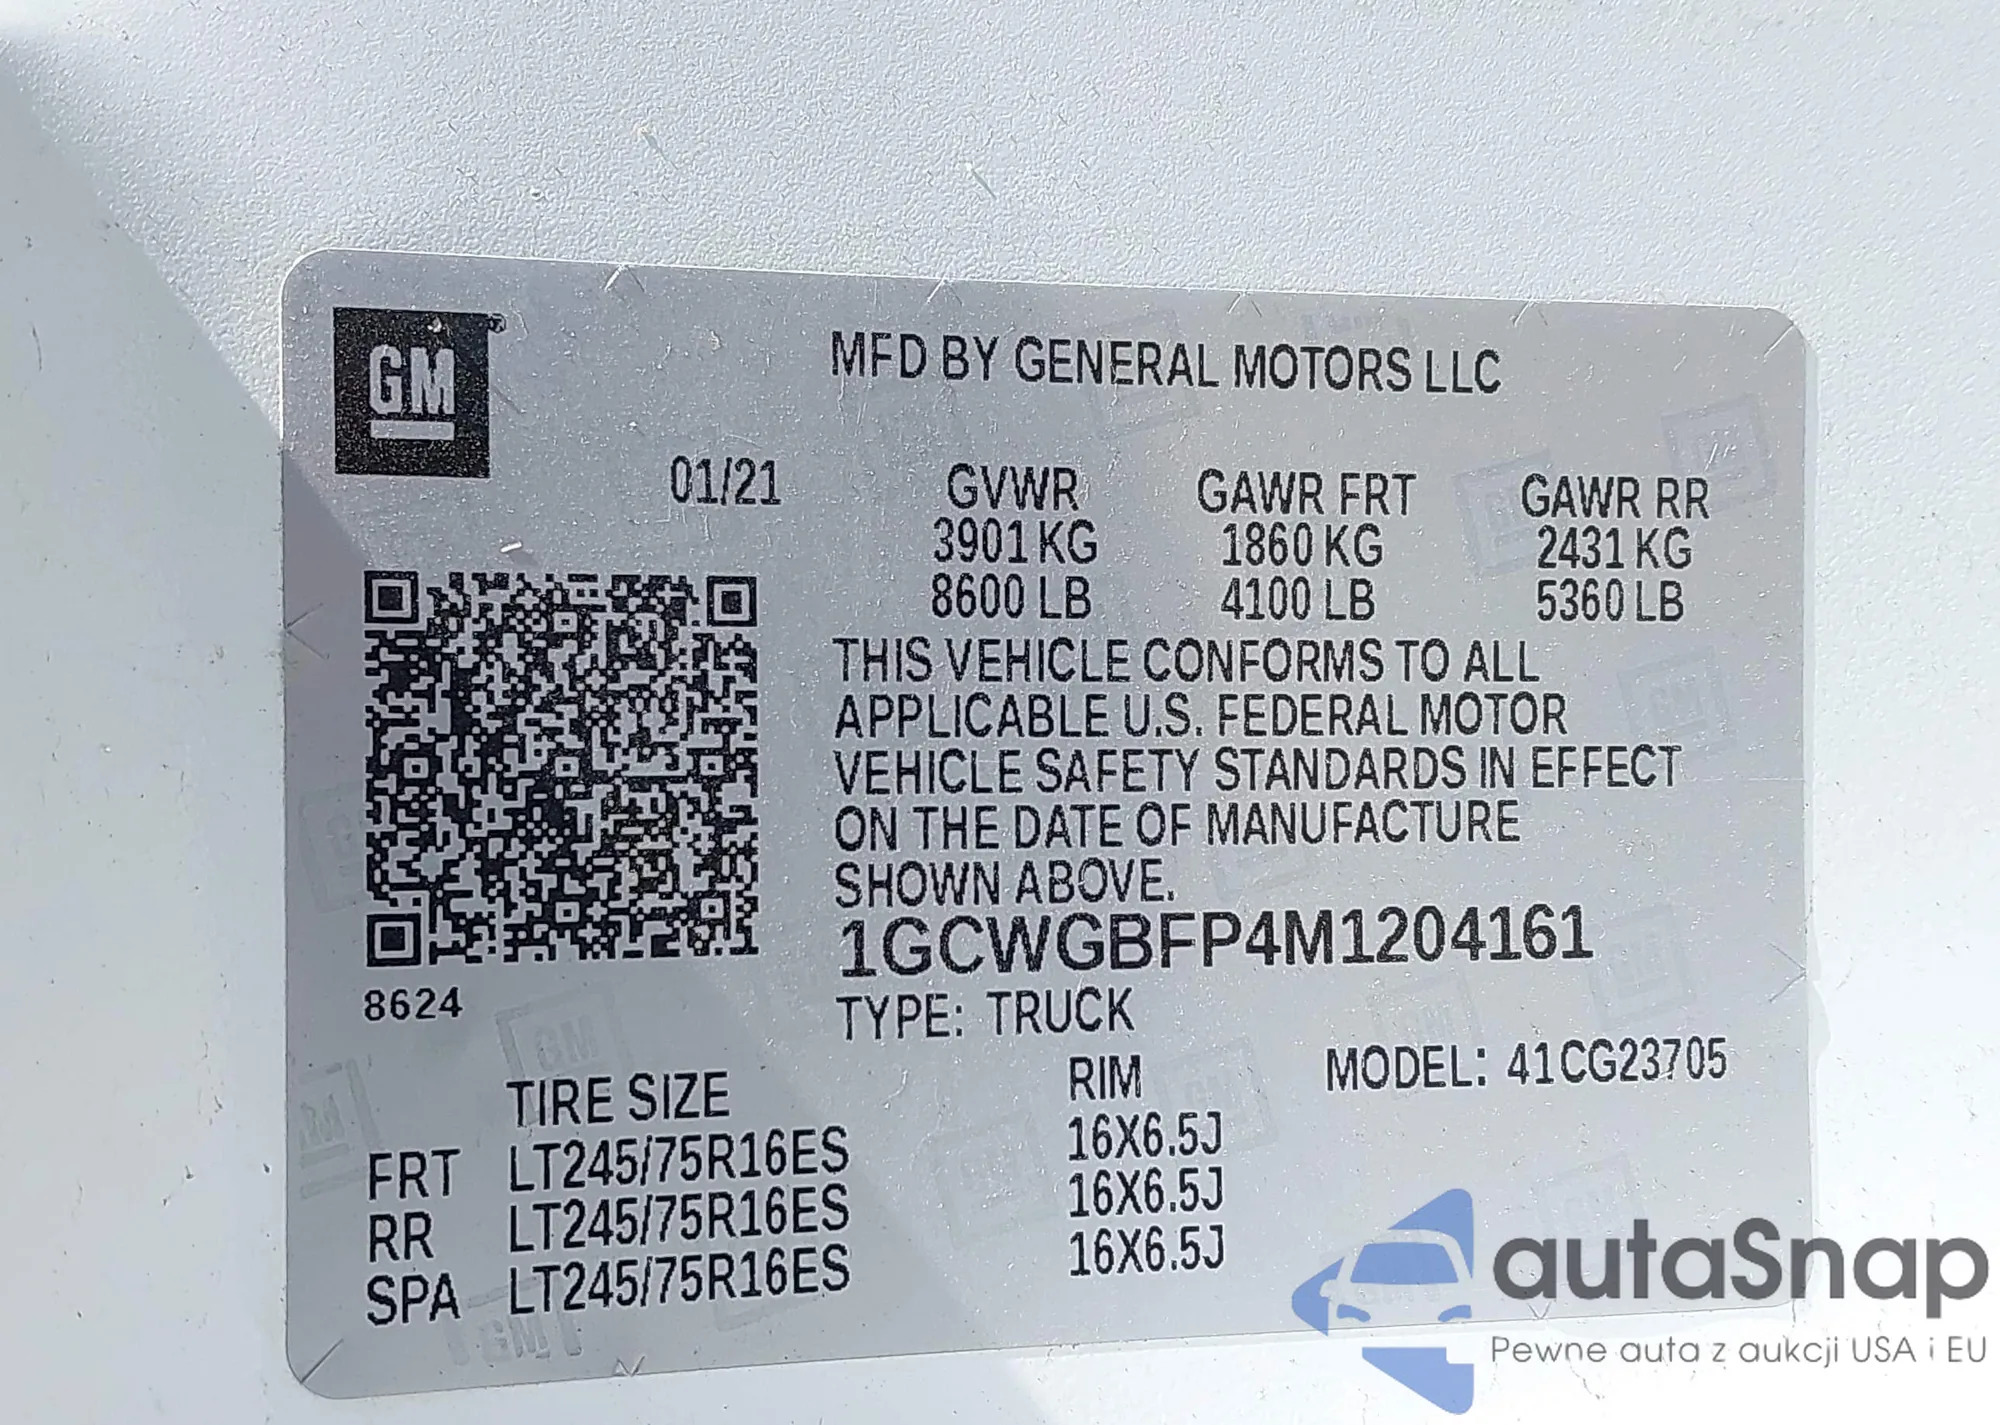 GM
MFD BY GENERAL MOTORS LLC
01/21
GVWR GAWR FRT GAWR RR
3901 KG 1860 KG 2431 KG
8600 LB 4100 LB 5360 LB
THIS VEHICLE CONFORMS TO ALL
APPLICABLE U.S. FEDERAL MOTOR
VEHICLE SAFETY STANDARDS IN EFFECT
ON THE DATE OF MANUFACTURE
SHOWN ABOVE.
1GCWGBFP4M1204161
8624
TYPE: TRUCK
MODEL: 41CG23705
TIRE SIZE RIM
FRT LT245/75R16ES 16X6.5J
RR LT245/75R16ES 16X6.5J
SPA LT245/75R16ES 16X6.5J
autaSnap
Pewne auta z aukcji USA i EU